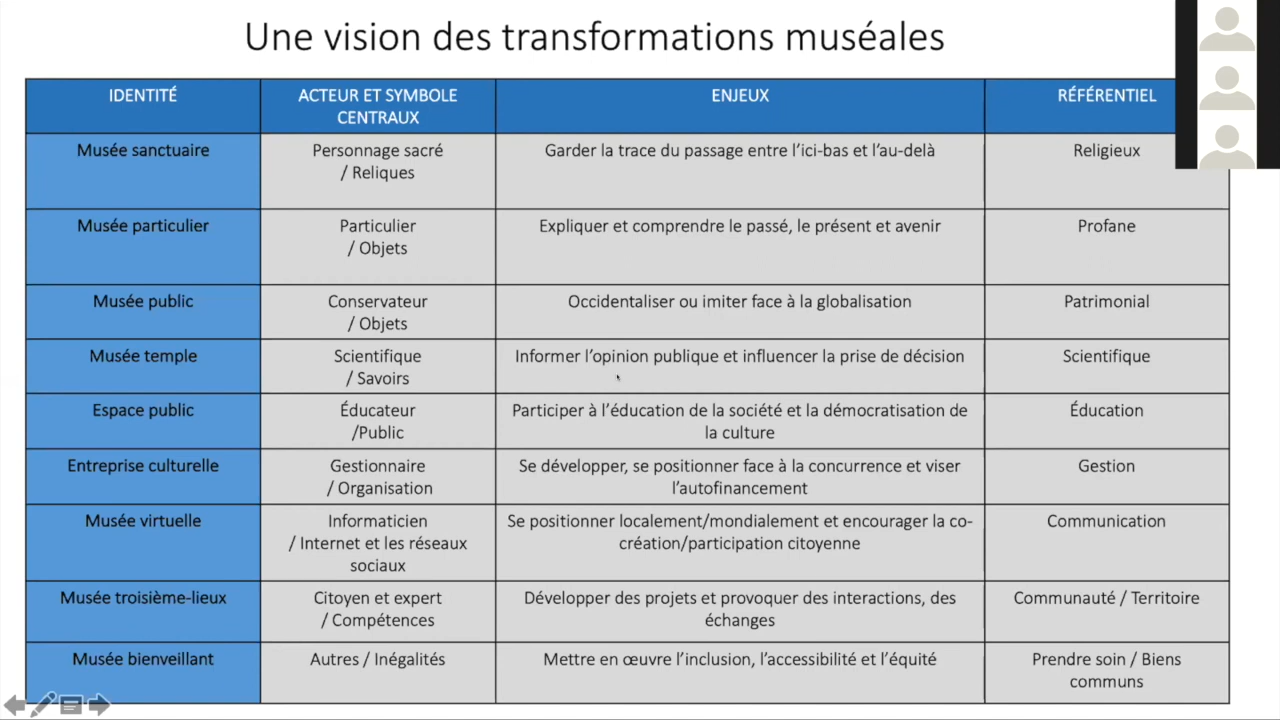 Une vision des transformations muséales
IDENTITÉ
ACTEUR ET SYMBOLE
CENTRAUX
ENJEUX
RÉFÉRENTIEL
Musée sanctuaire
Personnage sacré
/ Reliques
Garder la trace du passage entre l'ici-bas et l'au-delà
Religieux
Musée particulier
Particulier
/ Objets
Expliquer et comprendre le passé, le présent et avenir
Profane
Musée public
Conservateur
/ Objets
Occidentaliser ou imiter face à la globalisation
Patrimonial
Musée temple
Scientifique
/ Savoirs
Informer l'opinion publique et influencer la prise de décision
Scientifique
Espace public
Éducateur
/Public
Participer à l'éducation de la société et la démocratisation de
la culture
Éducation
Entreprise culturelle
Gestionnaire
/ Organisation
Se développer, se positionner face à la concurrence et viser
l'autofinancement
Gestion
Musée virtuelle
Informaticien
/ Internet et les réseaux
sociaux
Se positionner localement/mondialement et encourager la co-
création/participation citoyenne
Communication
Musée troisième-lieux
Citoyen et expert
/ Compétences
Développer des projets et provoquer des interactions, des
échanges
Communauté / Territoire
Musée bienveillant
Autres / Inégalités
Mettre en œuvre l'inclusion, l'accessibilité et l'équité
Prendre soin / Biens
communs